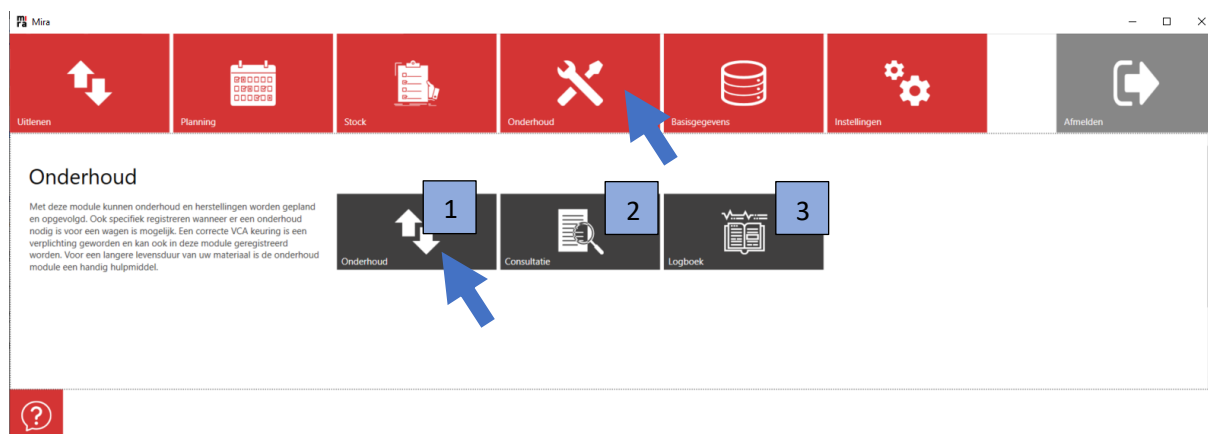 mi
ra Mira
Uitlenen Planning Stock Onderhoud Basisgegevens Instellingen Afmelden
Onderhoud
Met deze module kunnen onderhoud en herstellingen worden gepland
en opgevolgd. Ook specifiek registreren wanneer er een onderhoud
nodig is voor een wagen is mogelijk. Een correcte VCA keuring is een
verplichting geworden en kan ook in deze module geregistreerd
worden. Voor een langere levensduur van uw materiaal is de onderhoud
module een handig hulpmiddel.
1 2 3
Onderhoud Consultatie Logboek
?